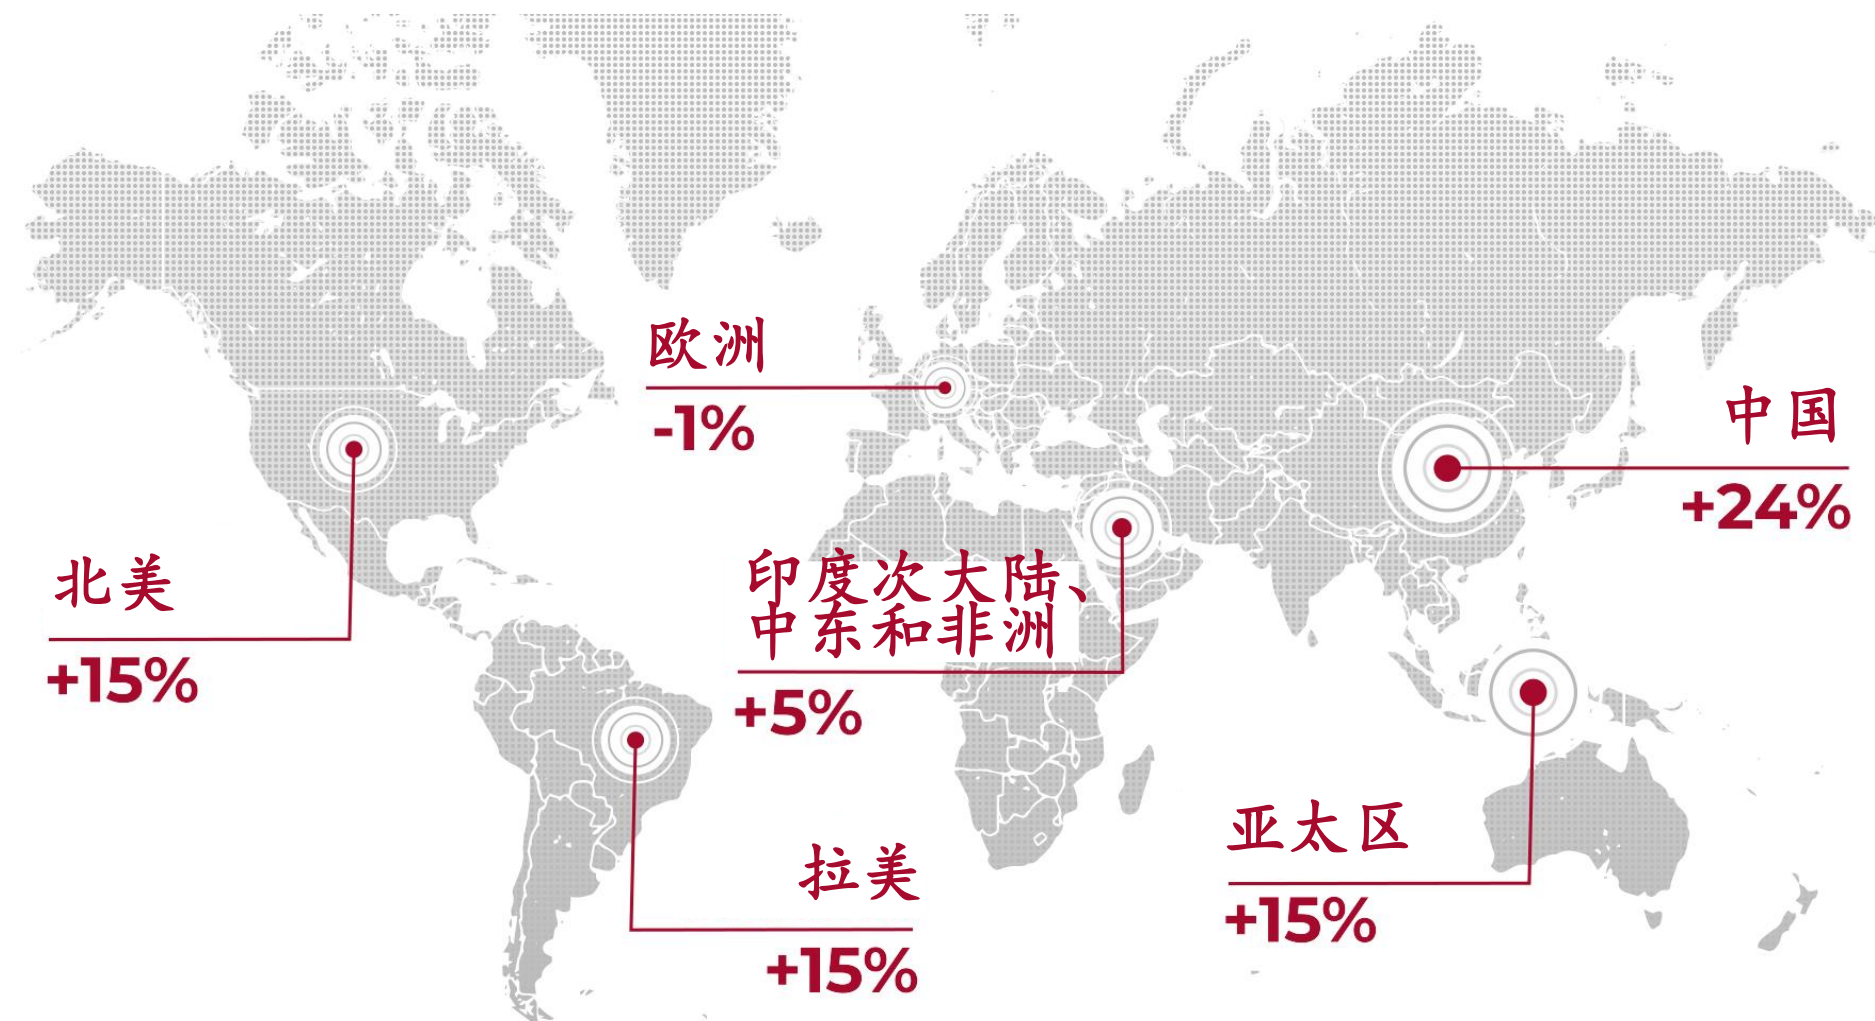 欧洲
-1%
中国
+24%
北美
+15%
印度次大陆、
中东和非洲
+5%
拉美
+15%
亚太区
+15%